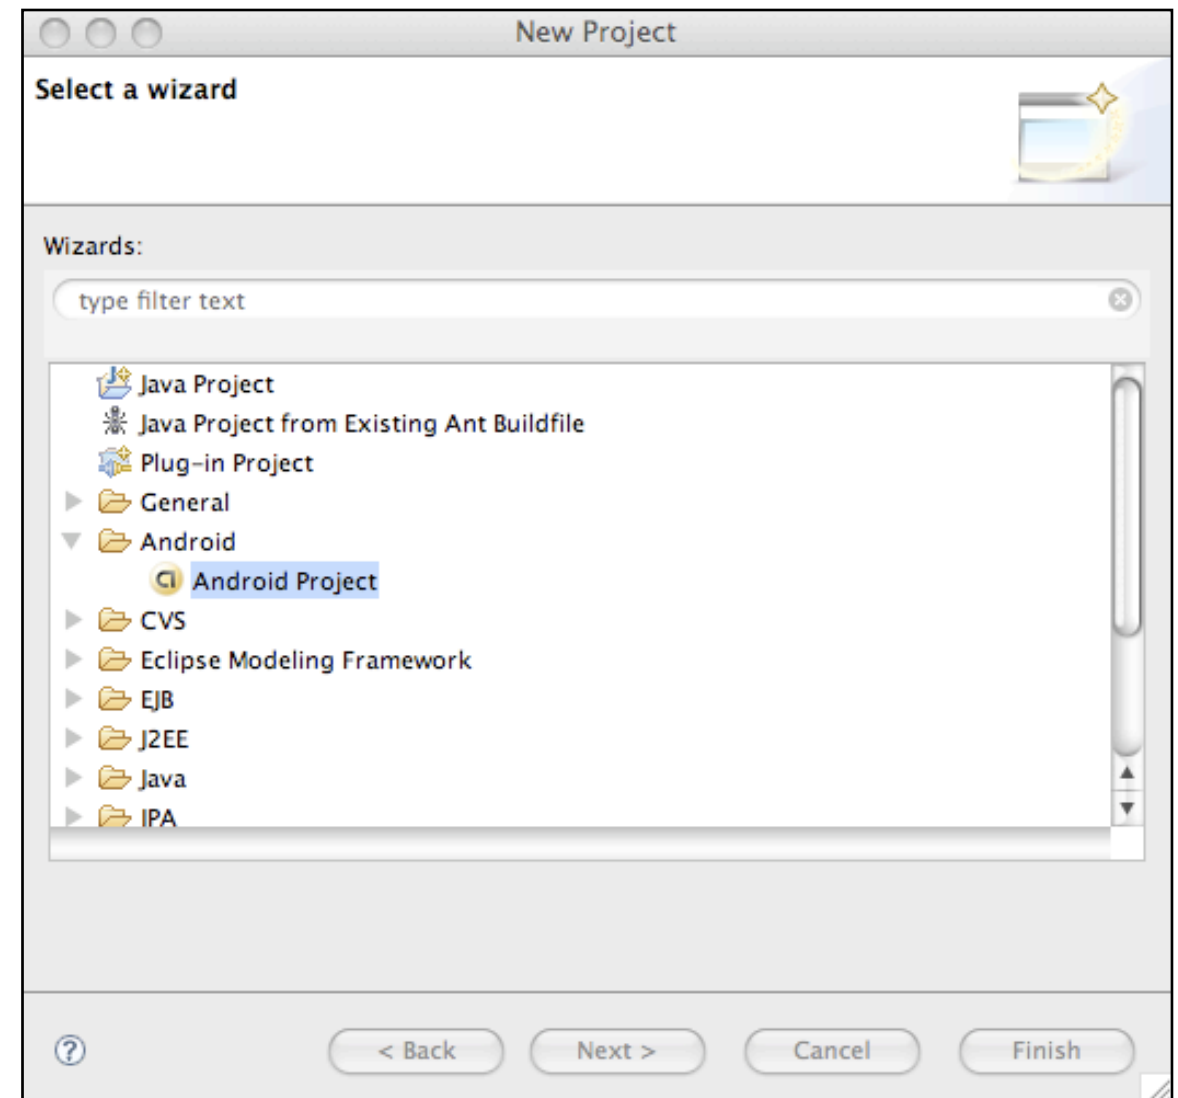 New Project
Select a wizard
Wizards:
type filter text
Java Project
Java Project from Existing Ant Buildfile
Plug-in Project
General
Android
Android Project
CVS
Eclipse Modeling Framework
EJB
J2EE
Java
JPA
? < Back Next > Cancel Finish